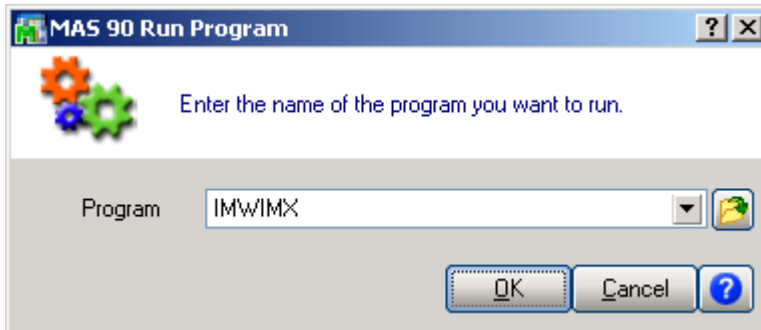 MAS 90 Run Program
Enter the name of the program you want to run.
Program IMWIMX
OK Cancel